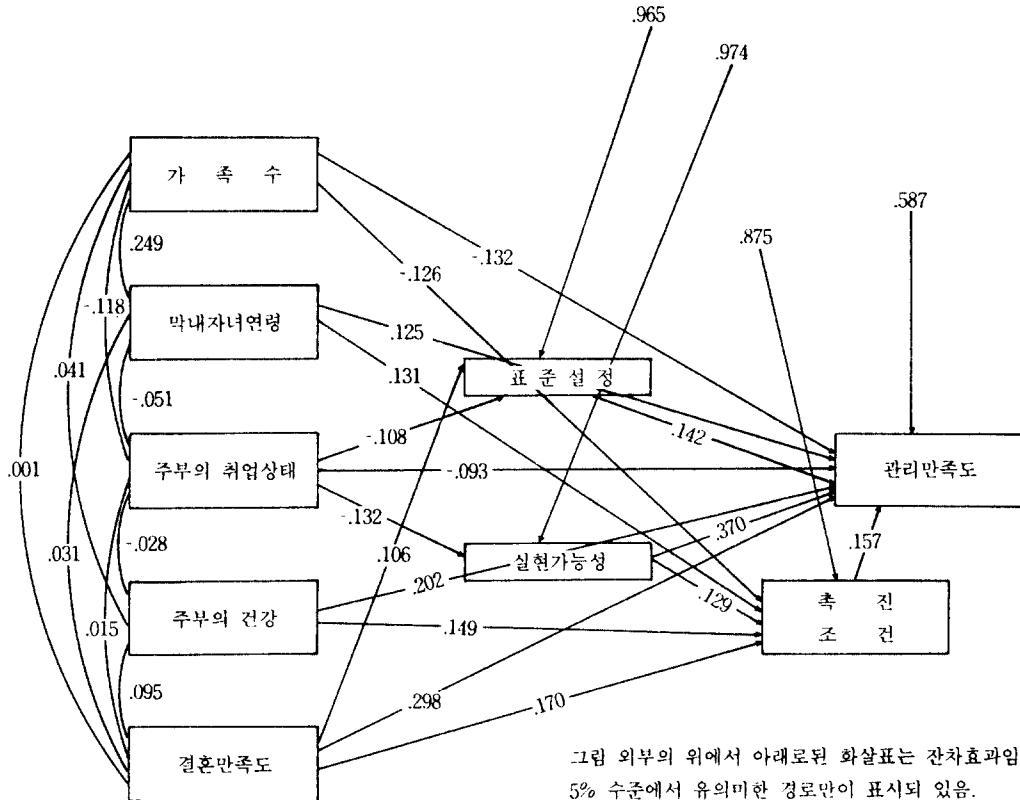 .965
.974
가 족 수
.587
.249
.875
-.132
-.126
-.118
막내자녀연령
.125
.041
.131
표 준 설 정
-.051
-.108
.142
.001
주부의 취업상태
-.093
관리만족도
-.132
.370
-.028
.031
.106
실현가능성
.157
.202
.129
.015
주부의 건강
.149
촉 진
조 건
.095
.298
.170
결혼만족도
그림 외부의 위에서 아래로된 화살표는 잔차효과임
5% 수준에서 유의미한 경로만이 표시되 있음.